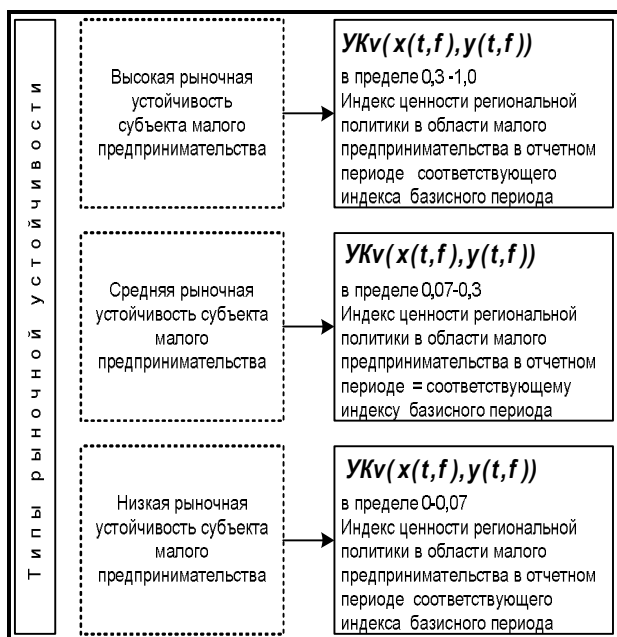 Типы рыночной устойчивости
Высокая рыночная
устойчивость
субъекта малого
предпринимательства
УКv(x(t,f),y(t,f))
в пределе 0,3 -1,0
Индекс ценности региональной
политики в области малого
предпринимательства в отчетном
периоде соответствующего
индекса базисного периода
Средняя рыночная
устойчивость субъекта
малого
предпринимательства
УКv(x(t,f),y(t,f))
в пределе 0,07-0,3
Индекс ценности региональной
политики в области малого
предпринимательства в отчетном
периоде = соответствующему
индексу базисного периода
Низкая рыночная
устойчивость субъекта
малого
предпринимательства
УКv(x(t,f),y(t,f))
в пределе 0-0,07
Индекс ценности региональной
политики в области малого
предпринимательства в отчетном
периоде соответствующего
индекса базисного периода